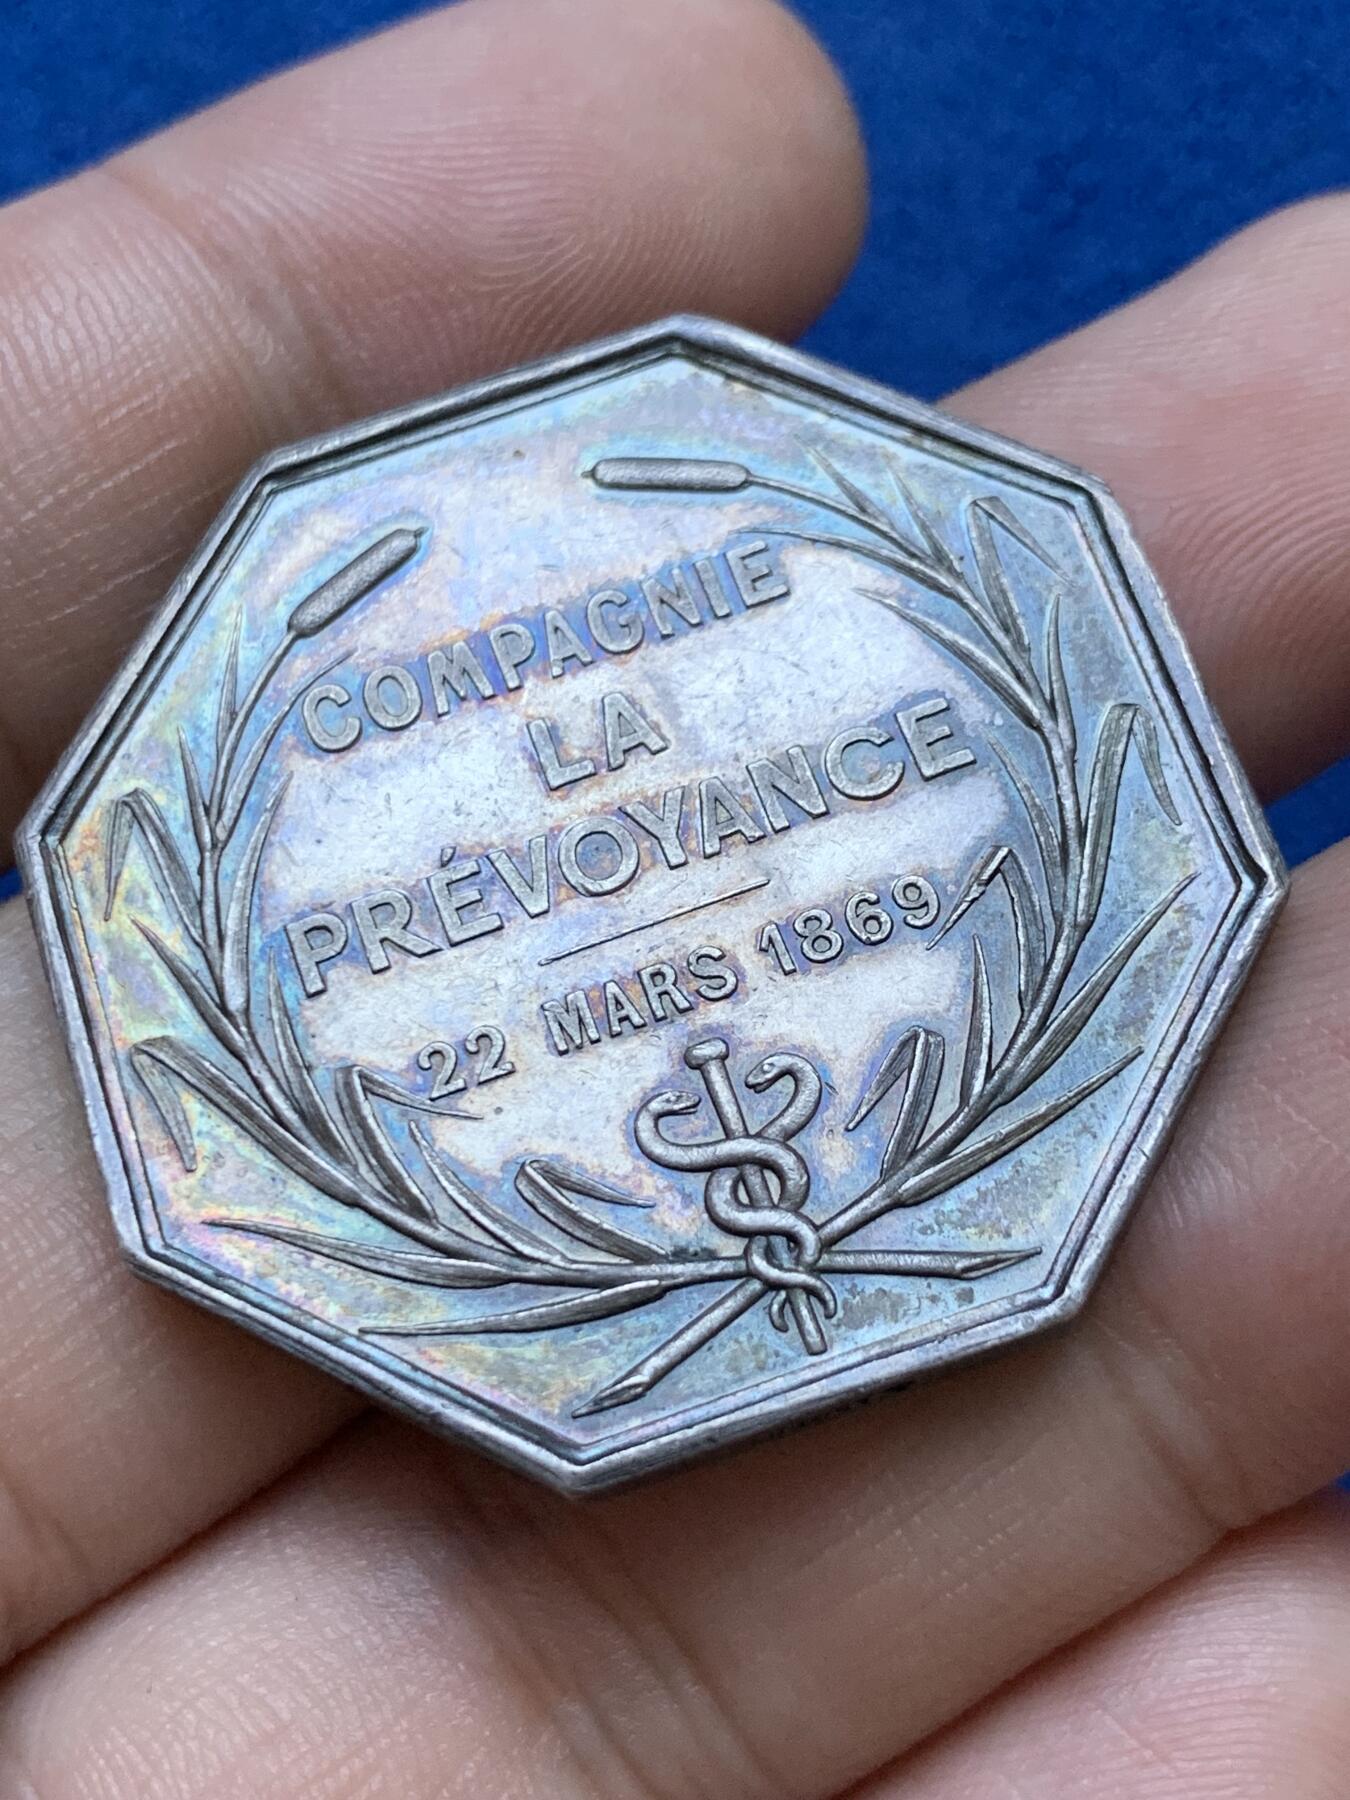 COMPAGNIE
LA
PRÉVOYANCE
22 MARS 1869